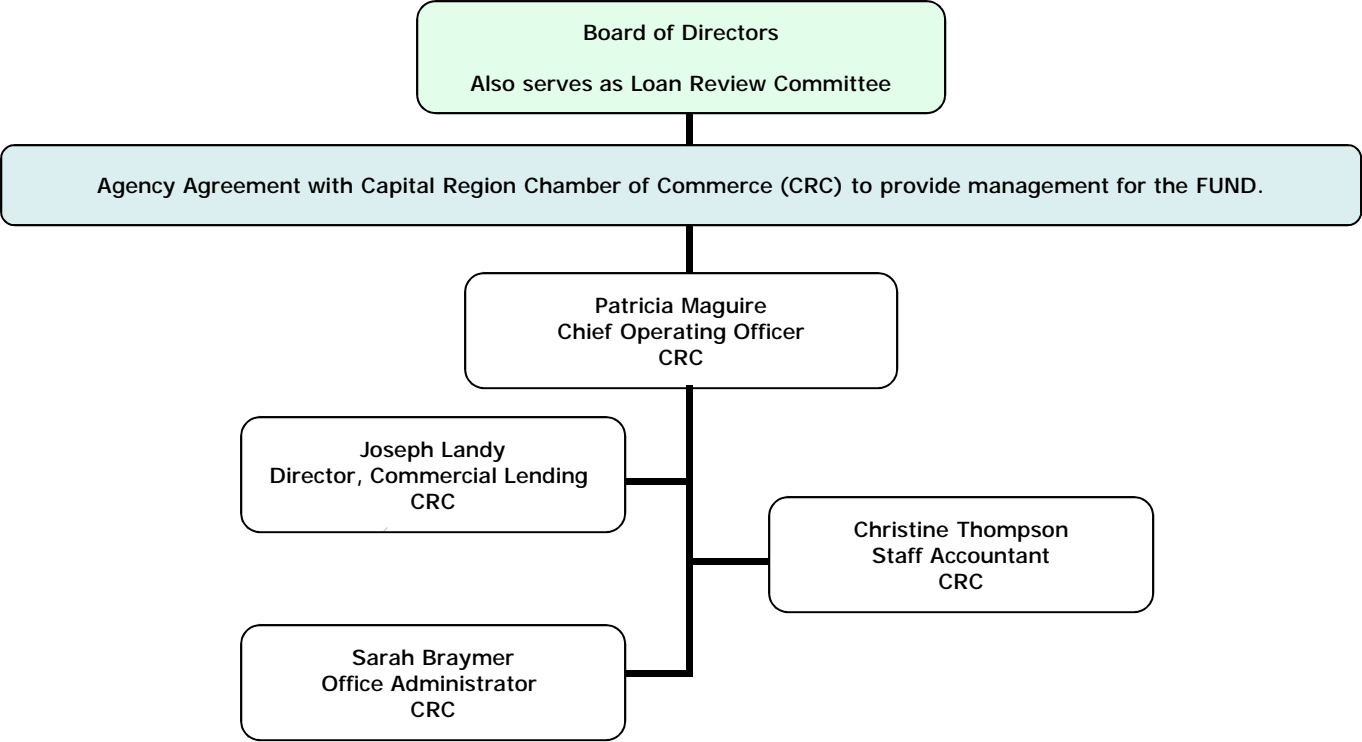 Board of Directors
Also serves as Loan Review Committee
Agency Agreement with Capital Region Chamber of Commerce (CRC) to provide management for the FUND.
Patricia Maguire
Chief Operating Officer
CRC
Joseph Landy
Director, Commercial Lending
CRC
Christine Thompson
Staff Accountant
CRC
Sarah Braymer
Office Administrator
CRC